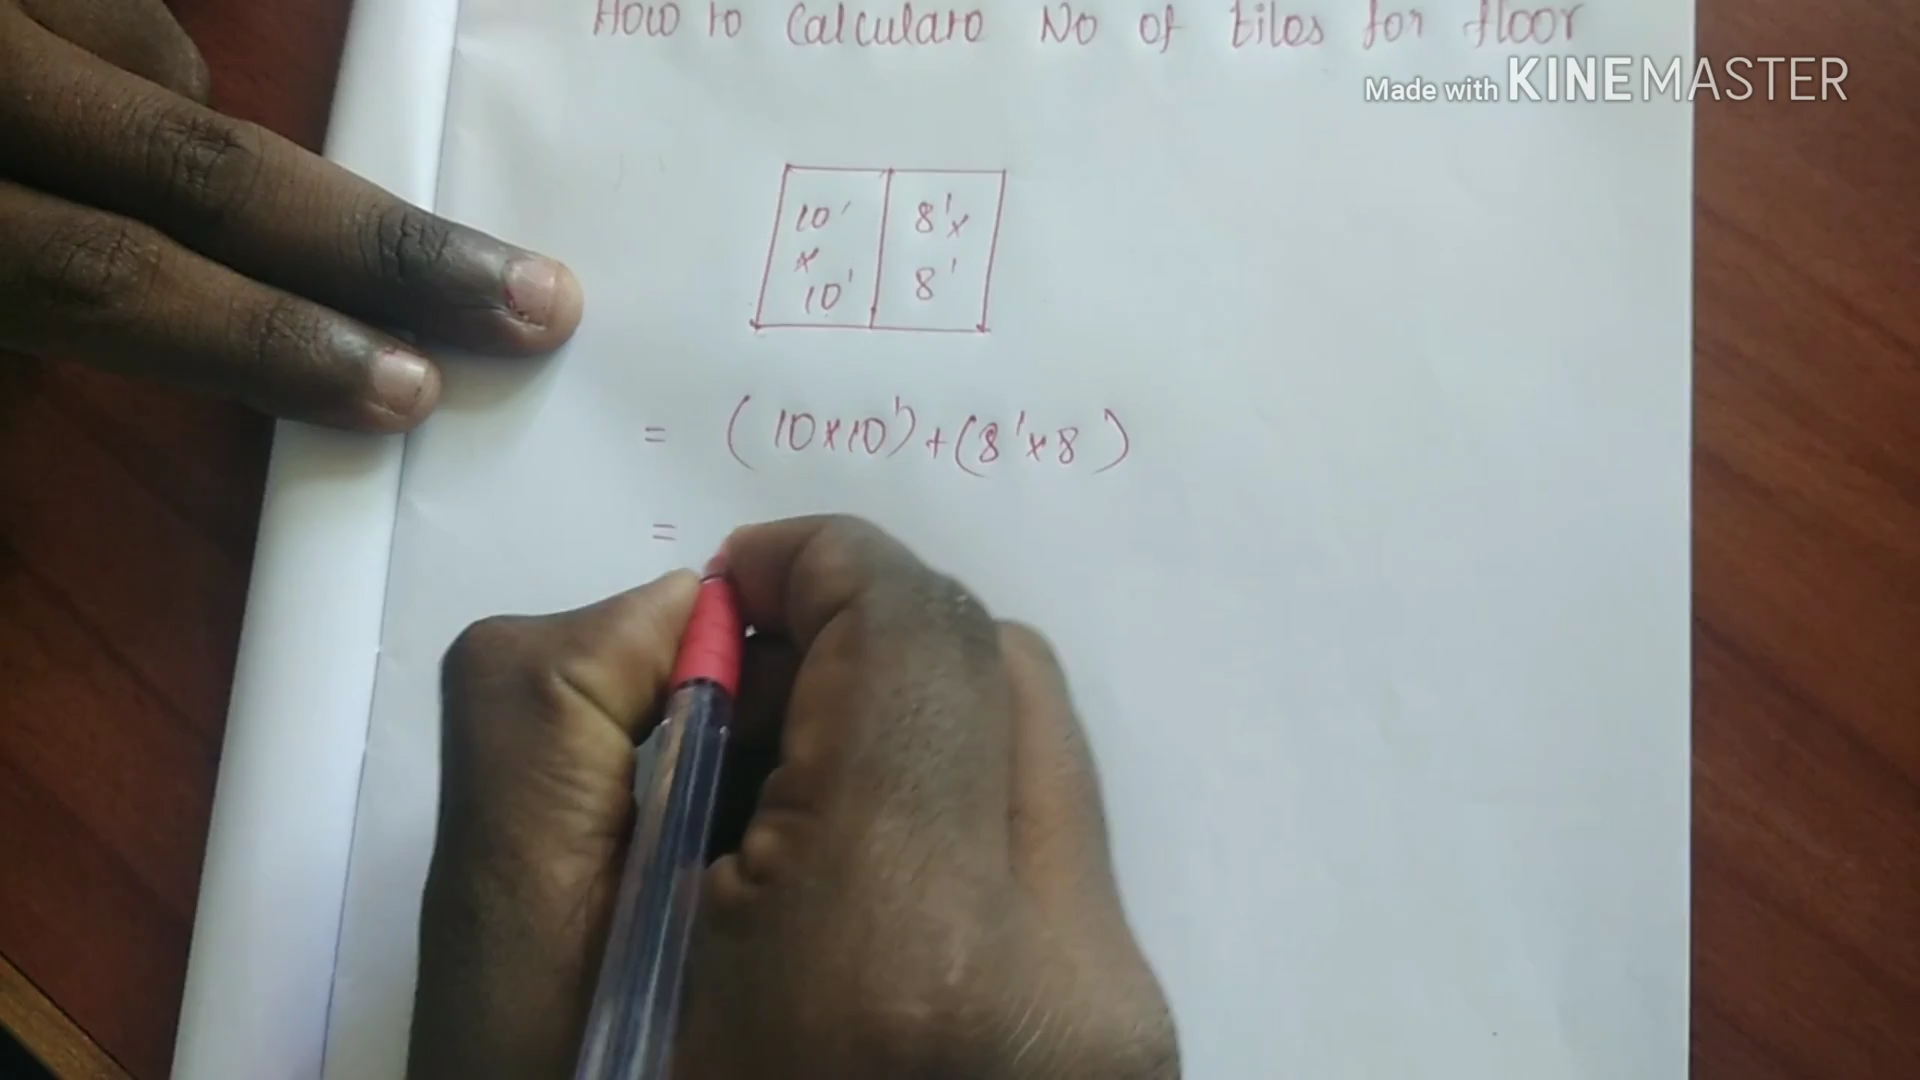 How to Calculate No of tiles for floor
Made with KINEMASTER
10' 8'x
x
10' 8'
= (10x10')+(8'x8)
=